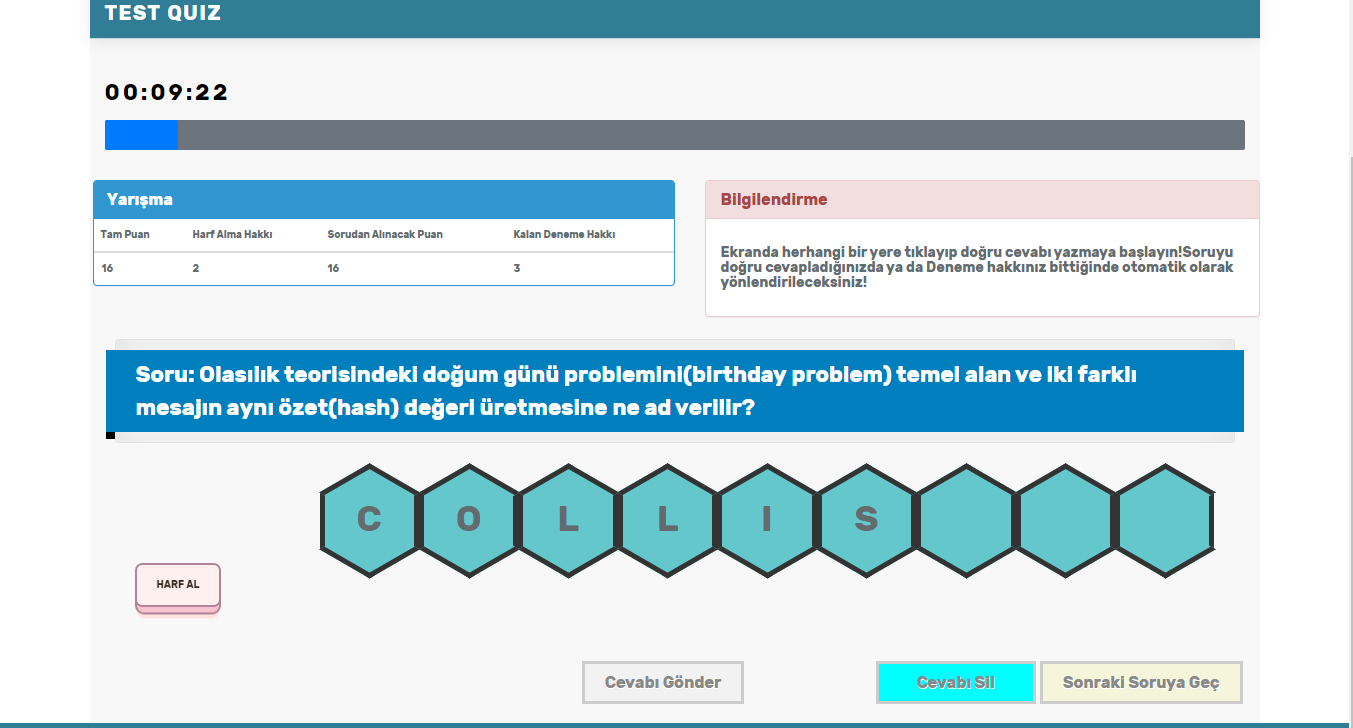 TEST QUIZ
00:09:22
Yarışma
Tam Puan Harf Alma Hakkı Sorudan Alınacak Puan Kalan Deneme Hakkı
16 2 16 3
Bilgilendirme
Ekranda herhangi bir yere tıklayıp doğru cevabı yazmaya başlayın!Soruyu
doğru cevapladığınızda ya da Deneme hakkınız bittiğinde otomatik olarak
yönlendirileceksiniz!
Soru: Olasılık teorisindeki doğum günü problemini(birthday problem) temel alan ve iki farklı
mesajın aynı özet(hash) değeri üretmesine ne ad verilir?
C O L L I S
HARF AL
Cevabı Gönder Cevabı Sil Sonraki Soruya Geç